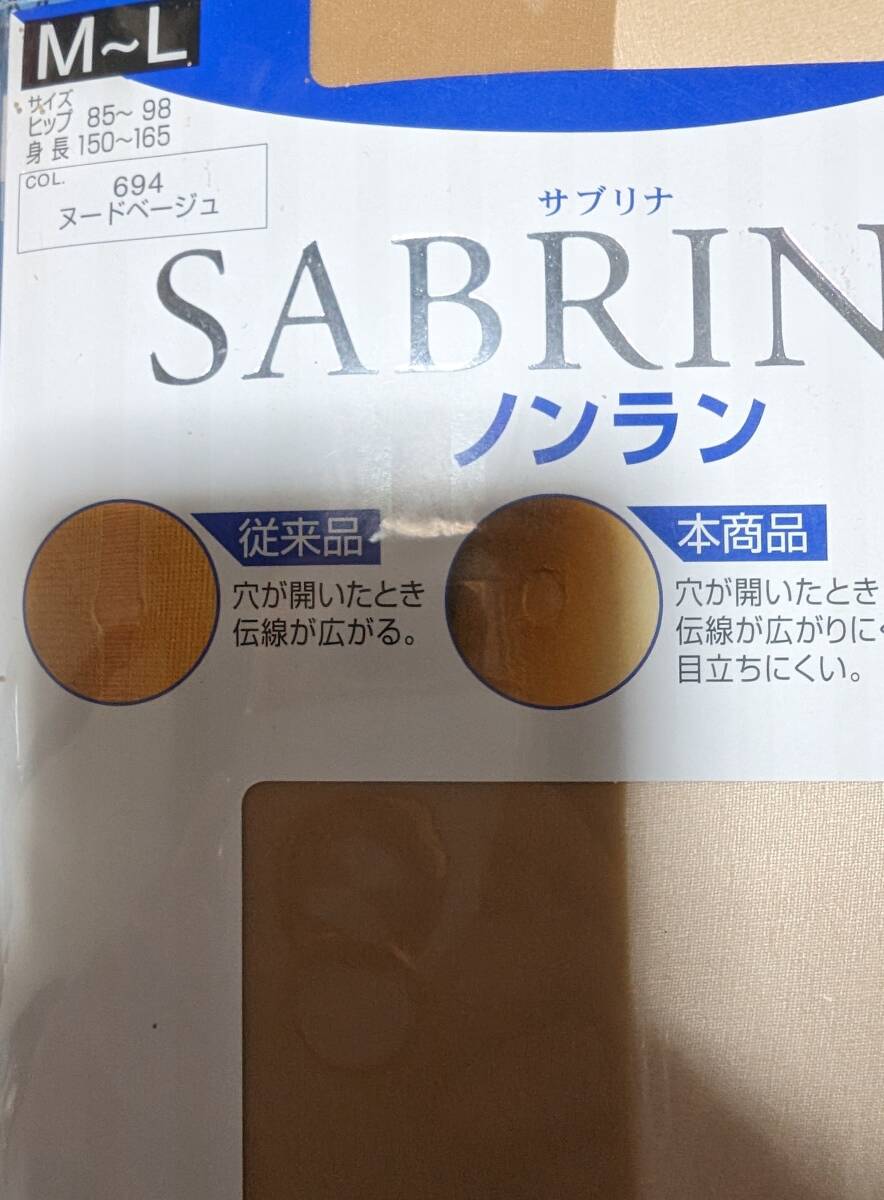 M~L
サイズ
ヒップ 85~ 98
身長 150~165
COL.
694
ヌードベージュ
サブリナ
SABRIN
ノンラン
従来品
穴が開いたとき
伝線が広がる。
本商品
穴が開いたとき
伝線が広がりにく
目立ちにくい。